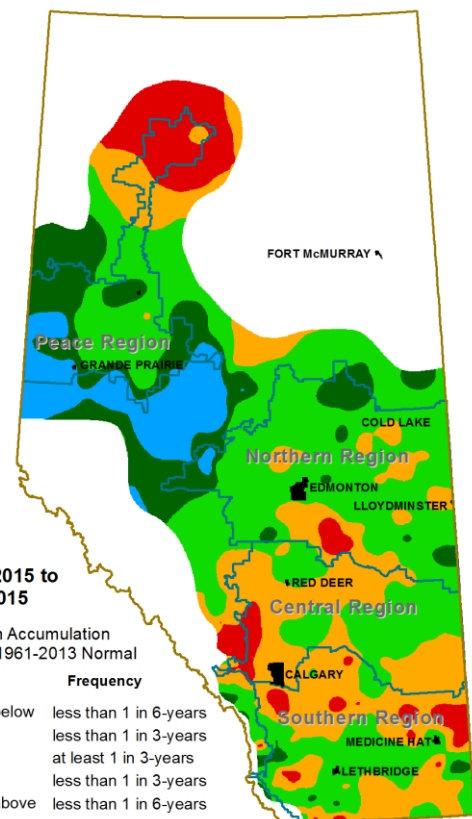 FORT McMURRAY
Peace Region
GRANDE PRAIRIE
COLD LAKE
Northern Region
EDMONTON
LLOYDMINSTER
2015 to
RED DEER
015
Central Region
n Accumulation
1961-2013 Normal
Frequency
CALGARY
below less than 1 in 6-years
Southern Region
less than 1 in 3-years
MEDICINE HAT
at least 1 in 3-years
LETHBRIDGE
less than 1 in 3-years
above less than 1 in 6-years